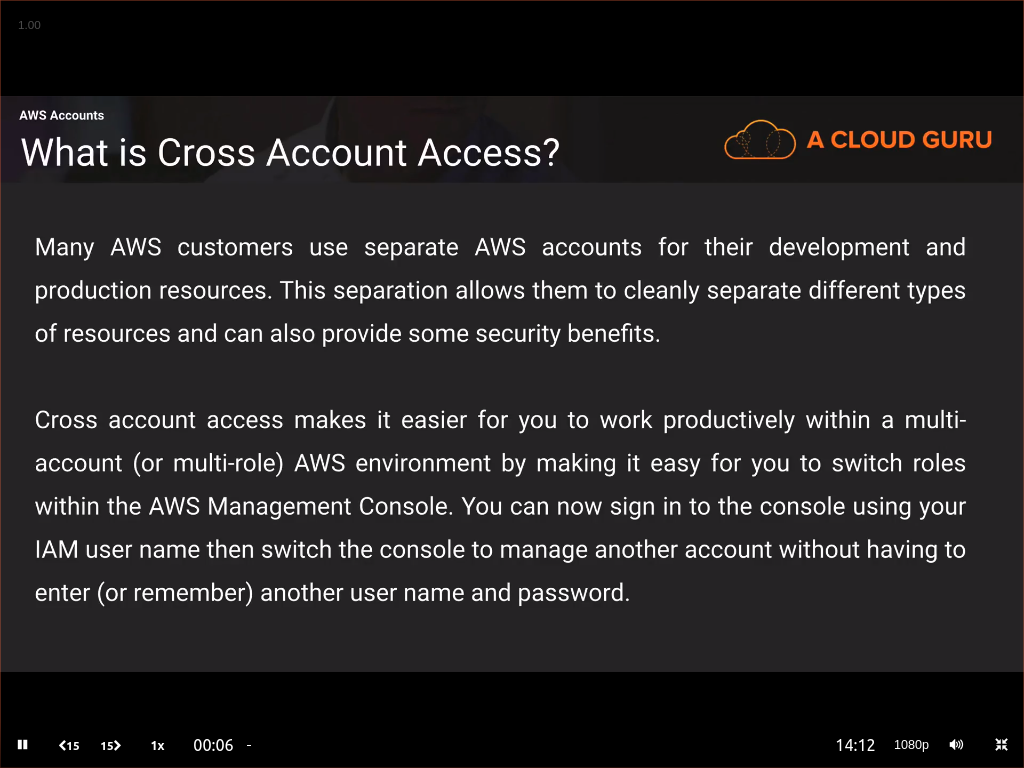 1.00
AWS Accounts
What is Cross Account Access?
A CLOUD GURU
Many AWS customers use separate AWS accounts for their development and
production resources. This separation allows them to cleanly separate different types
of resources and can also provide some security benefits.
Cross account access makes it easier for you to work productively within a multi-
account (or multi-role) AWS environment by making it easy for you to switch roles
within the AWS Management Console. You can now sign in to the console using your
IAM user name then switch the console to manage another account without having to
enter (or remember) another user name and password.
15 15 1x 00:06 - 14:12 1080p